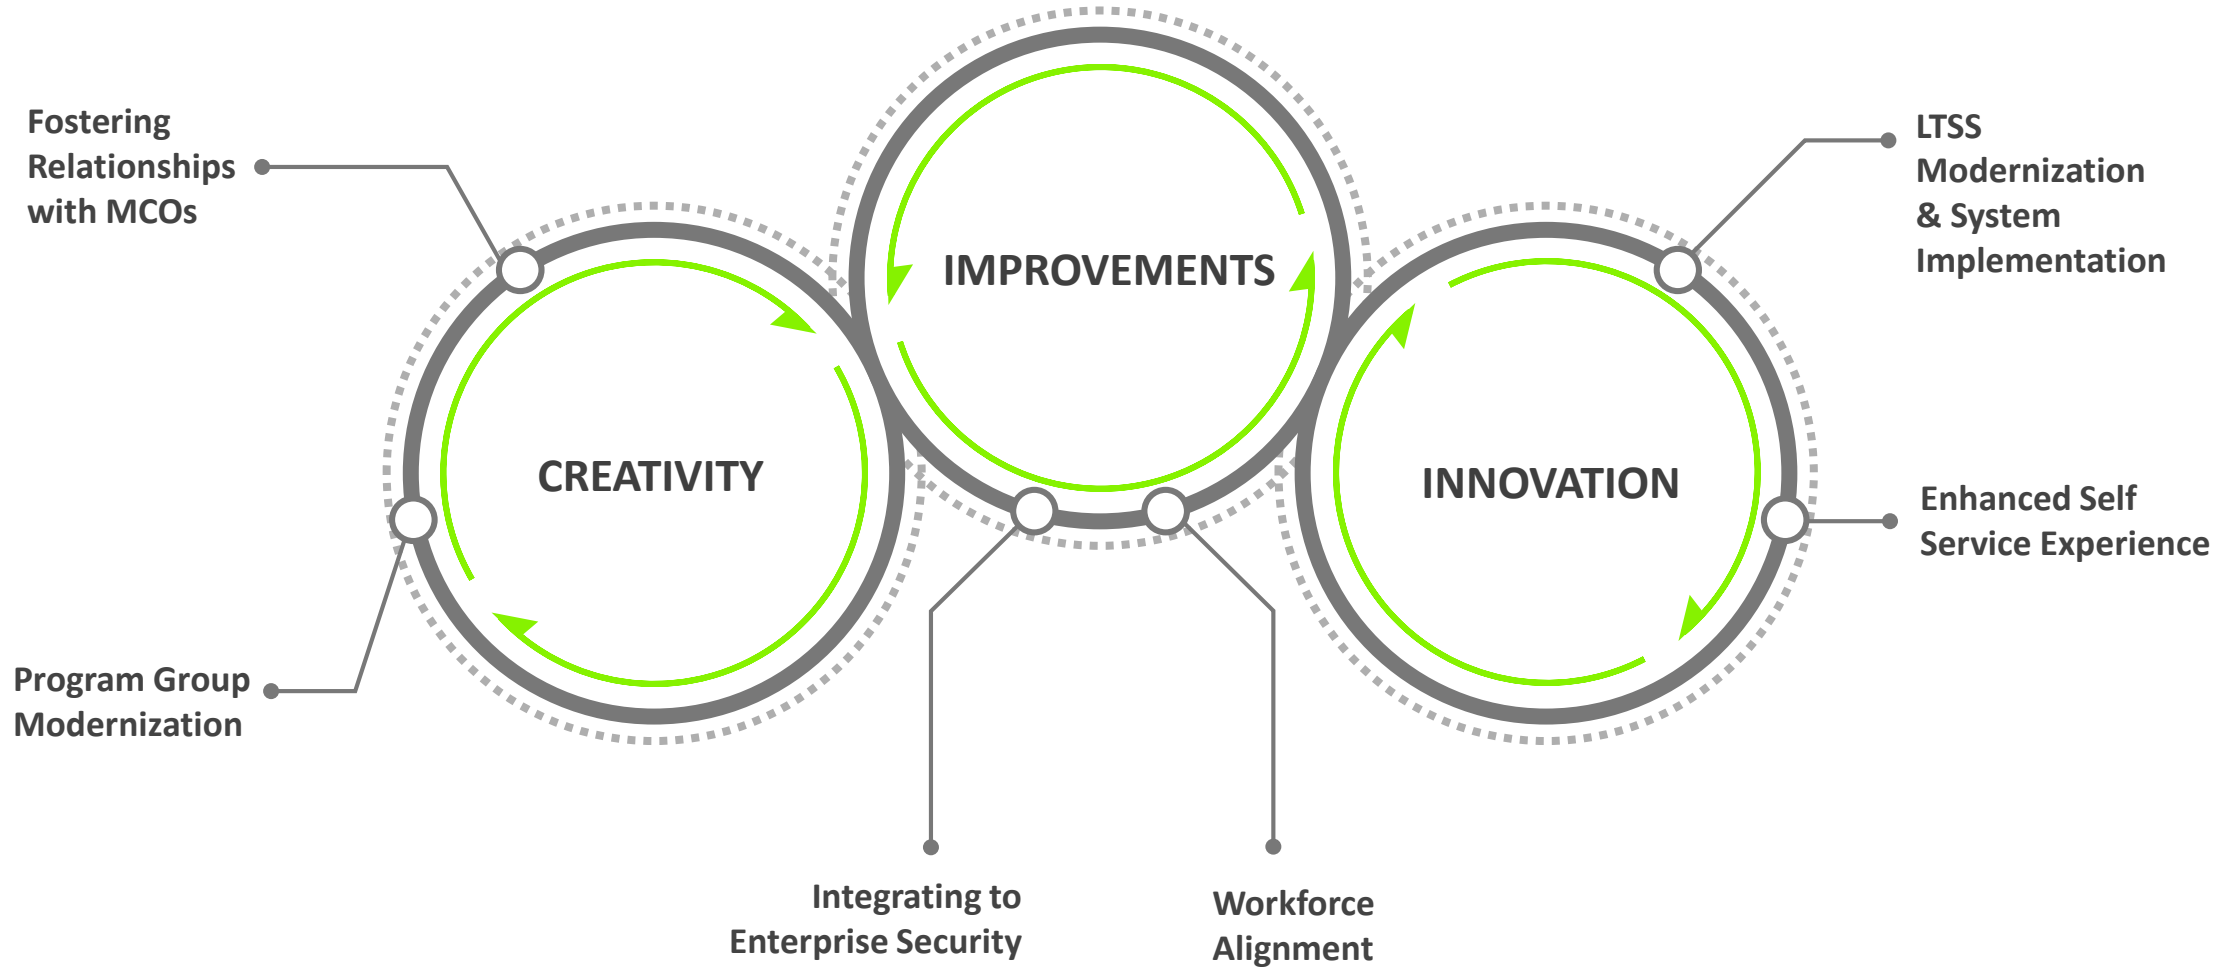 Fostering
Relationships
with MCOs
Program Group
Modernization
CREATIVITY
IMPROVEMENTS
Integrating to
Enterprise Security
Workforce
Alignment
INNOVATION
LTSS
Modernization
& System
Implementation
Enhanced Self
Service Experience